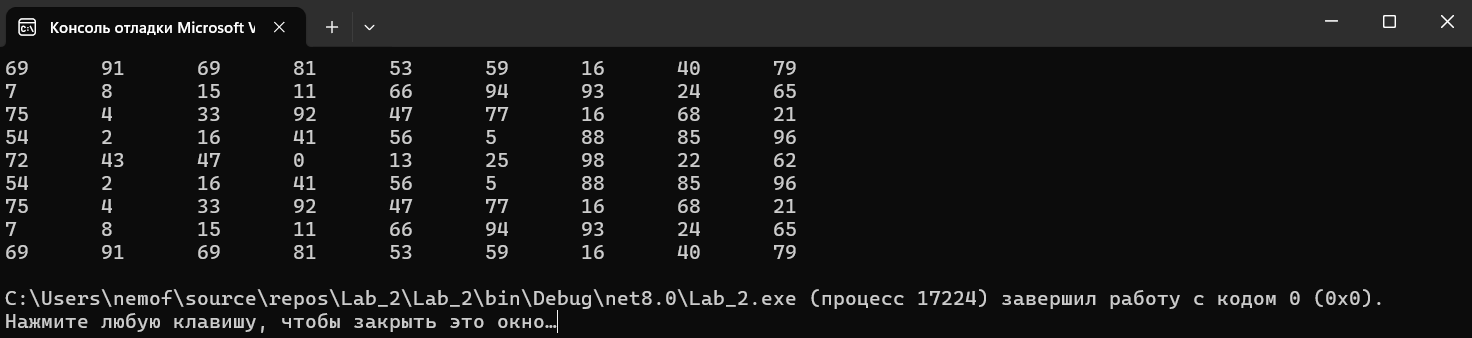 Консоль отладки Microsoft V
69 91 69 81 53 59 16 40 79
7 8 15 11 66 94 93 24 65
75 4 33 92 47 77 16 68 21
54 2 16 41 56 5 88 85 96
72 43 47 0 13 25 98 22 62
54 2 16 41 56 5 88 85 96
75 4 33 92 47 77 16 68 21
7 8 15 11 66 94 93 24 65
69 91 69 81 53 59 16 40 79
C:\Users\nemof\source\repos\Lab_2\Lab_2\bin\Debug\net8.0\Lab_2.exe (процесс 17224) завершил работу с кодом 0 (0x0).
Нажмите любую клавишу, чтобы закрыть это окно…